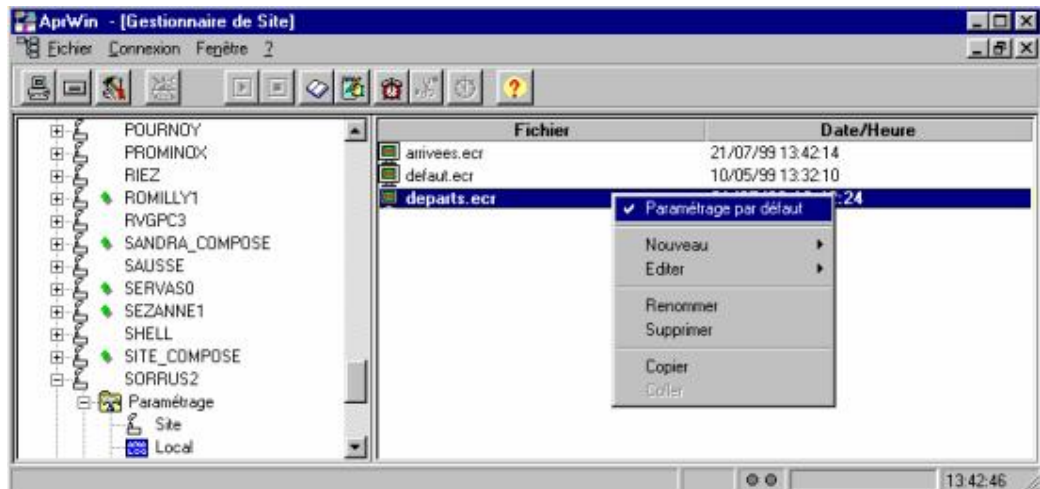 AprWin - [Gestionnaire de Site]
Fichier Connexion Fenêtre ?
POURNOY
PROMINOX
RIEZ
ROMILLY1
RVGPC3
SANDRA_COMPOSE
SAUSSE
SERVAS0
SEZANNE1
SHELL
SITE_COMPOSE
SORRUS2
Paramétrage
Site
Local
Fichier Date/Heure
arrivees.ecr 21/07/99 13:42:14
defaut.ecr 10/05/99 13:32:10
departs.ecr :24
Paramétrage par défaut
Nouveau
Editer
Renommer
Supprimer
Copier
Coller
13:42:46